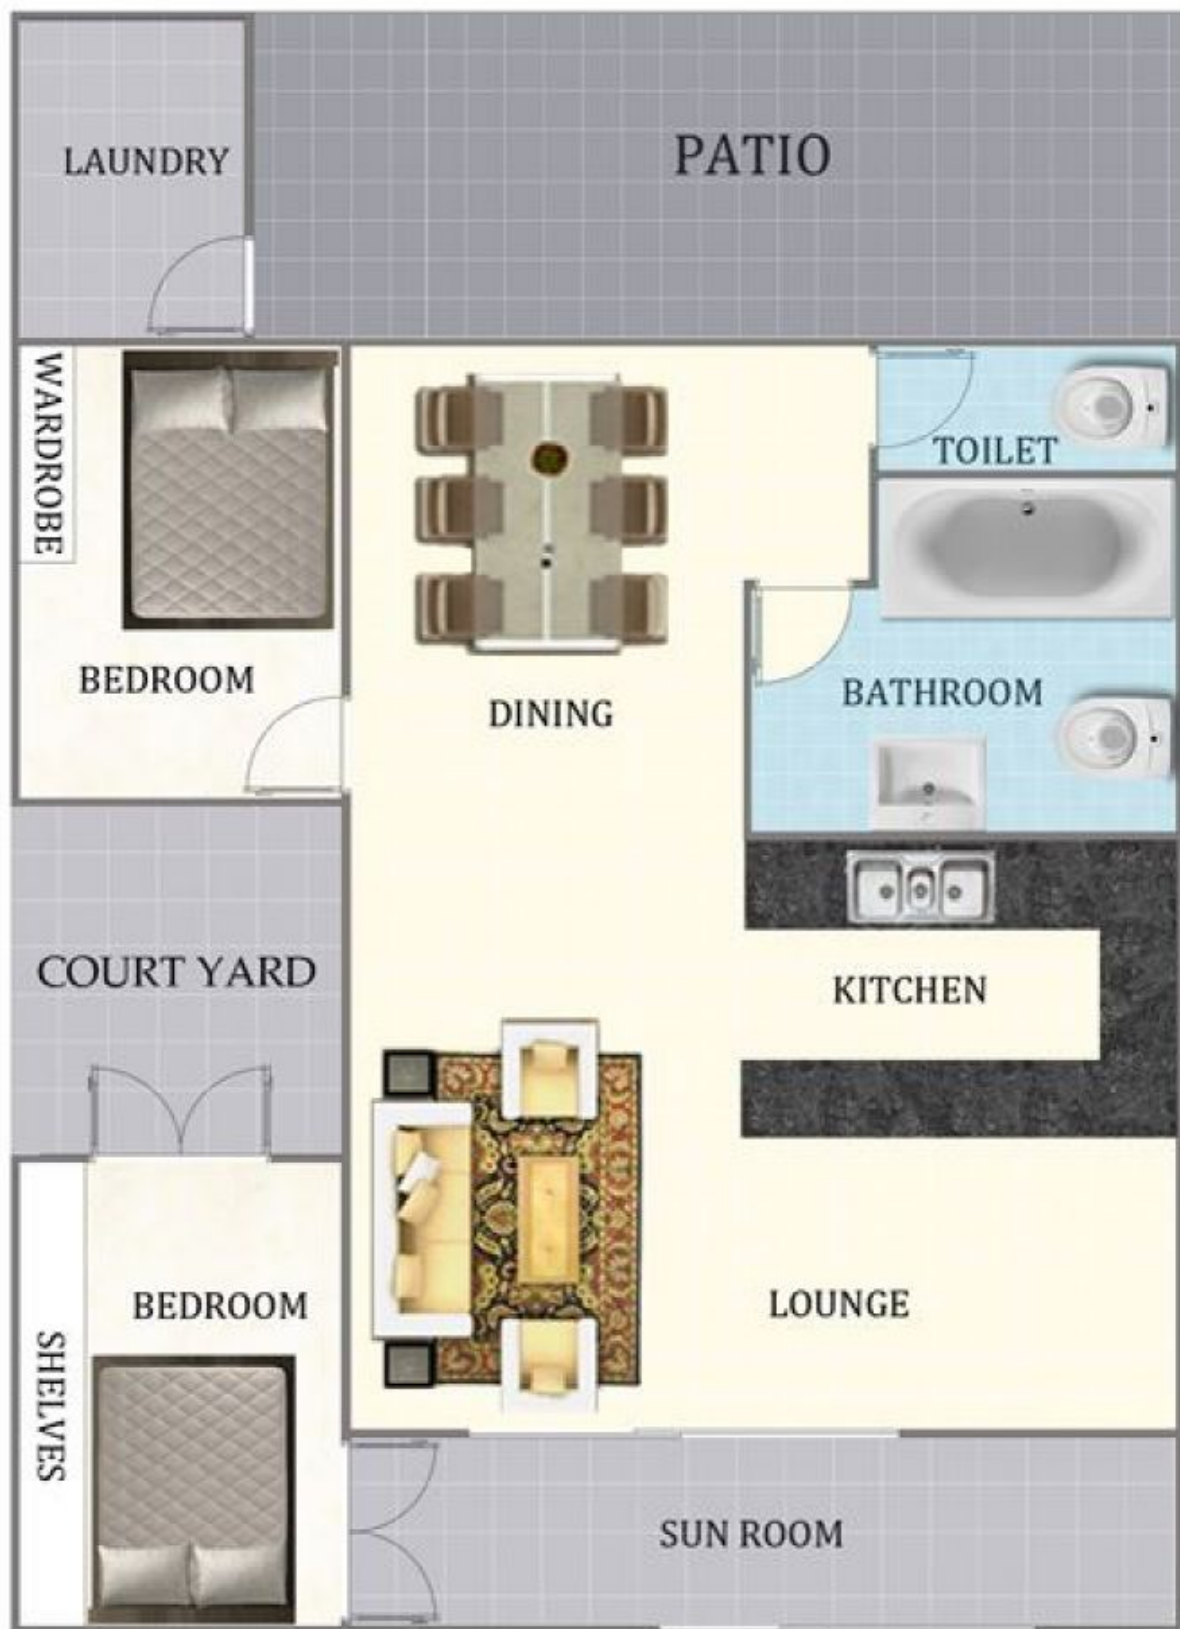 LAUNDRY
PATIO
WARDROBE
TOILET
BEDROOM
BATHROOM
DINING
COURT YARD
KITCHEN
BEDROOM
LOUNGE
SHELVES
SUN ROOM